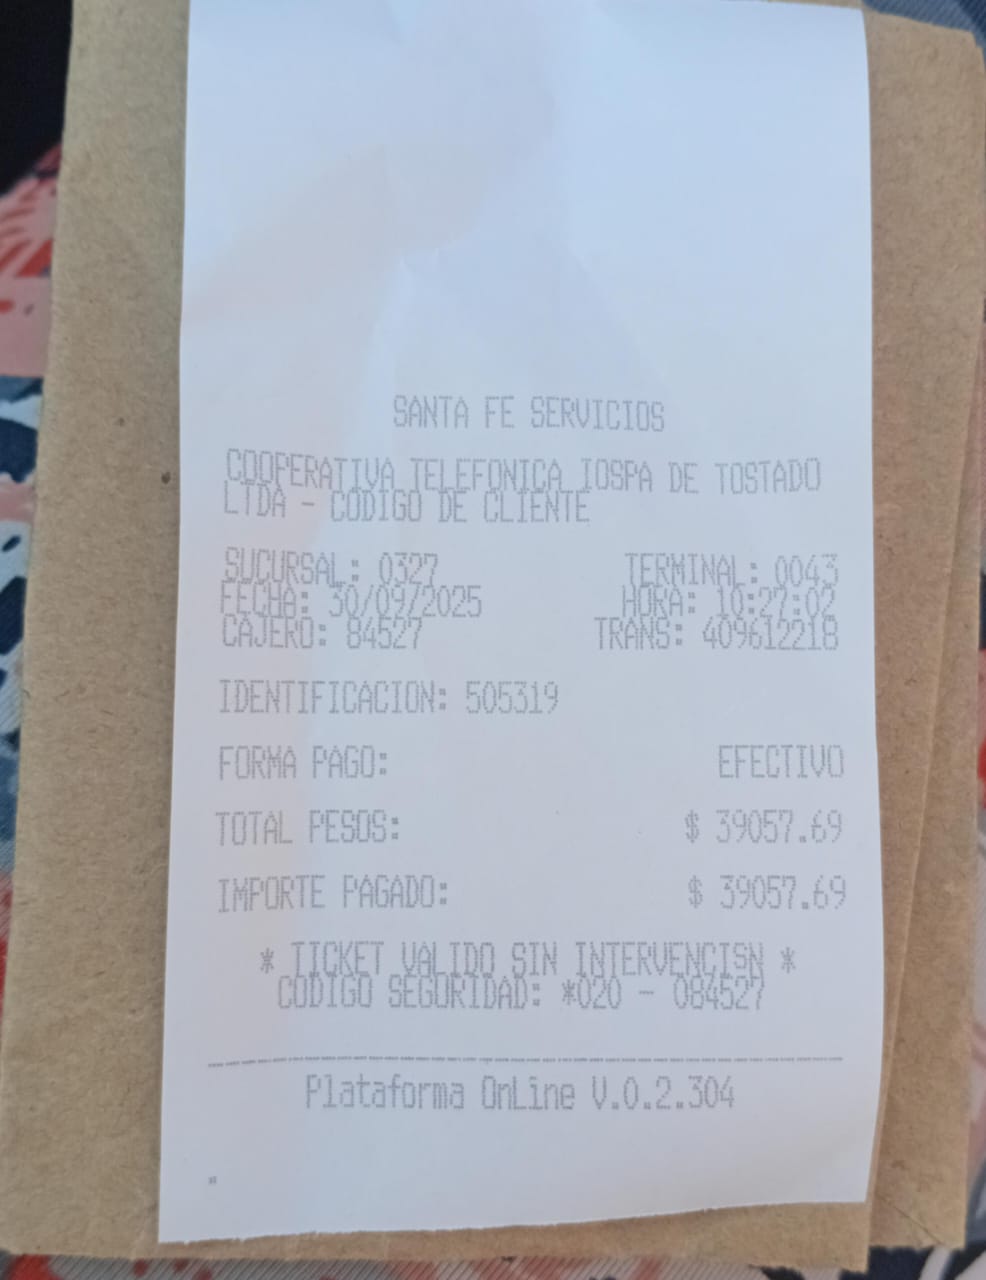 SANTA FE SERVICIOS
COOPERATIVA TELEFONICA IOSPA DE TOSTADO
LTDA - CODIGO DE CLIENTE
SUCURSAL: 0327 TERMINAL: 0043
FECHA: 30/09/2025 HORA: 10:27:02
CAJERO: 84527 TRANS: 409612218
IDENTIFICACION: 505319
FORMA PAGO: EFECTIVO
TOTAL PESOS: $ 39057.69
IMPORTE PAGADO: $ 39057.69
* TICKET VALIDO SIN INTERVENCISN *
CODIGO SEGURIDAD: *020 - 084527
Plataforma OnLine V.0.2.304